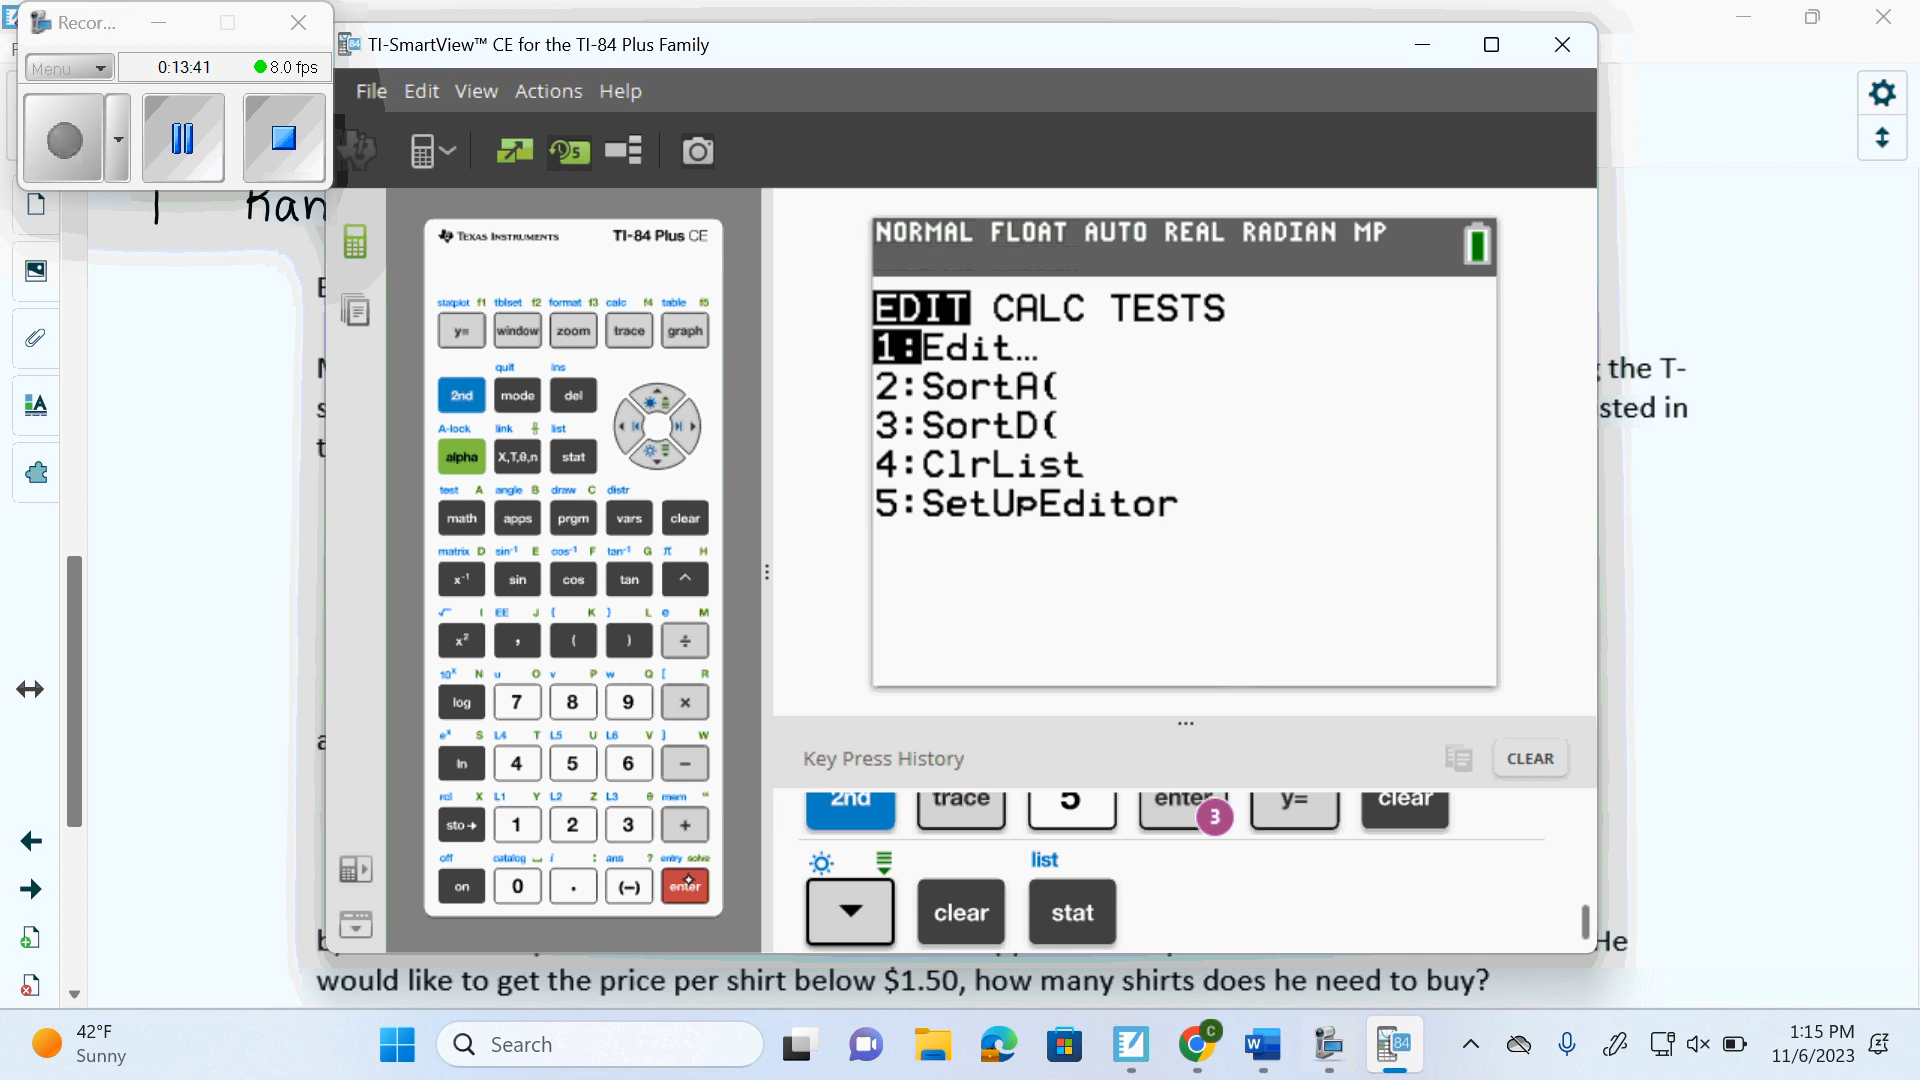 Recor...
Menu 0:13:41 8.0 fps
TI-SmartView™ CE for the TI-84 Plus Family
File Edit View Actions Help
Ran
TEXAS INSTRUMENTS TI-84 Plus CE
statplot f1 tblset f2 format f3 calc f4 table f5
y= window zoom trace graph
quit ins
2nd mode del
A-lock link list
alpha X,T,θ,n stat
test A angle B draw C distr
math apps prgm vars clear
matrix D sin⁻¹ E cos⁻¹ F tan⁻¹ G π H
x⁻¹ sin cos tan ^
√ I EE J { K } L e M
x² , ( ) ÷
10ˣ N u O v P w Q [ R
log 7 8 9 ×
eˣ S L4 T L5 U L6 V ] W
ln 4 5 6 −
rcl X L1 Y L2 Z L3 θ mem "
sto→ 1 2 3 +
off catalog i : ans ? entry solve
on 0 . (−) enter
NORMAL FLOAT AUTO REAL RADIAN MP
EDIT CALC TESTS
1:Edit…
2:SortA(
3:SortD(
4:ClrList
5:SetUpEditor
Key Press History CLEAR
2nd trace 5 enter 3 y= clear
list
clear stat
the T-
sted in
He
would like to get the price per shirt below $1.50, how many shirts does he need to buy?
42°F
Sunny
Search
84
1:15 PM
11/6/2023